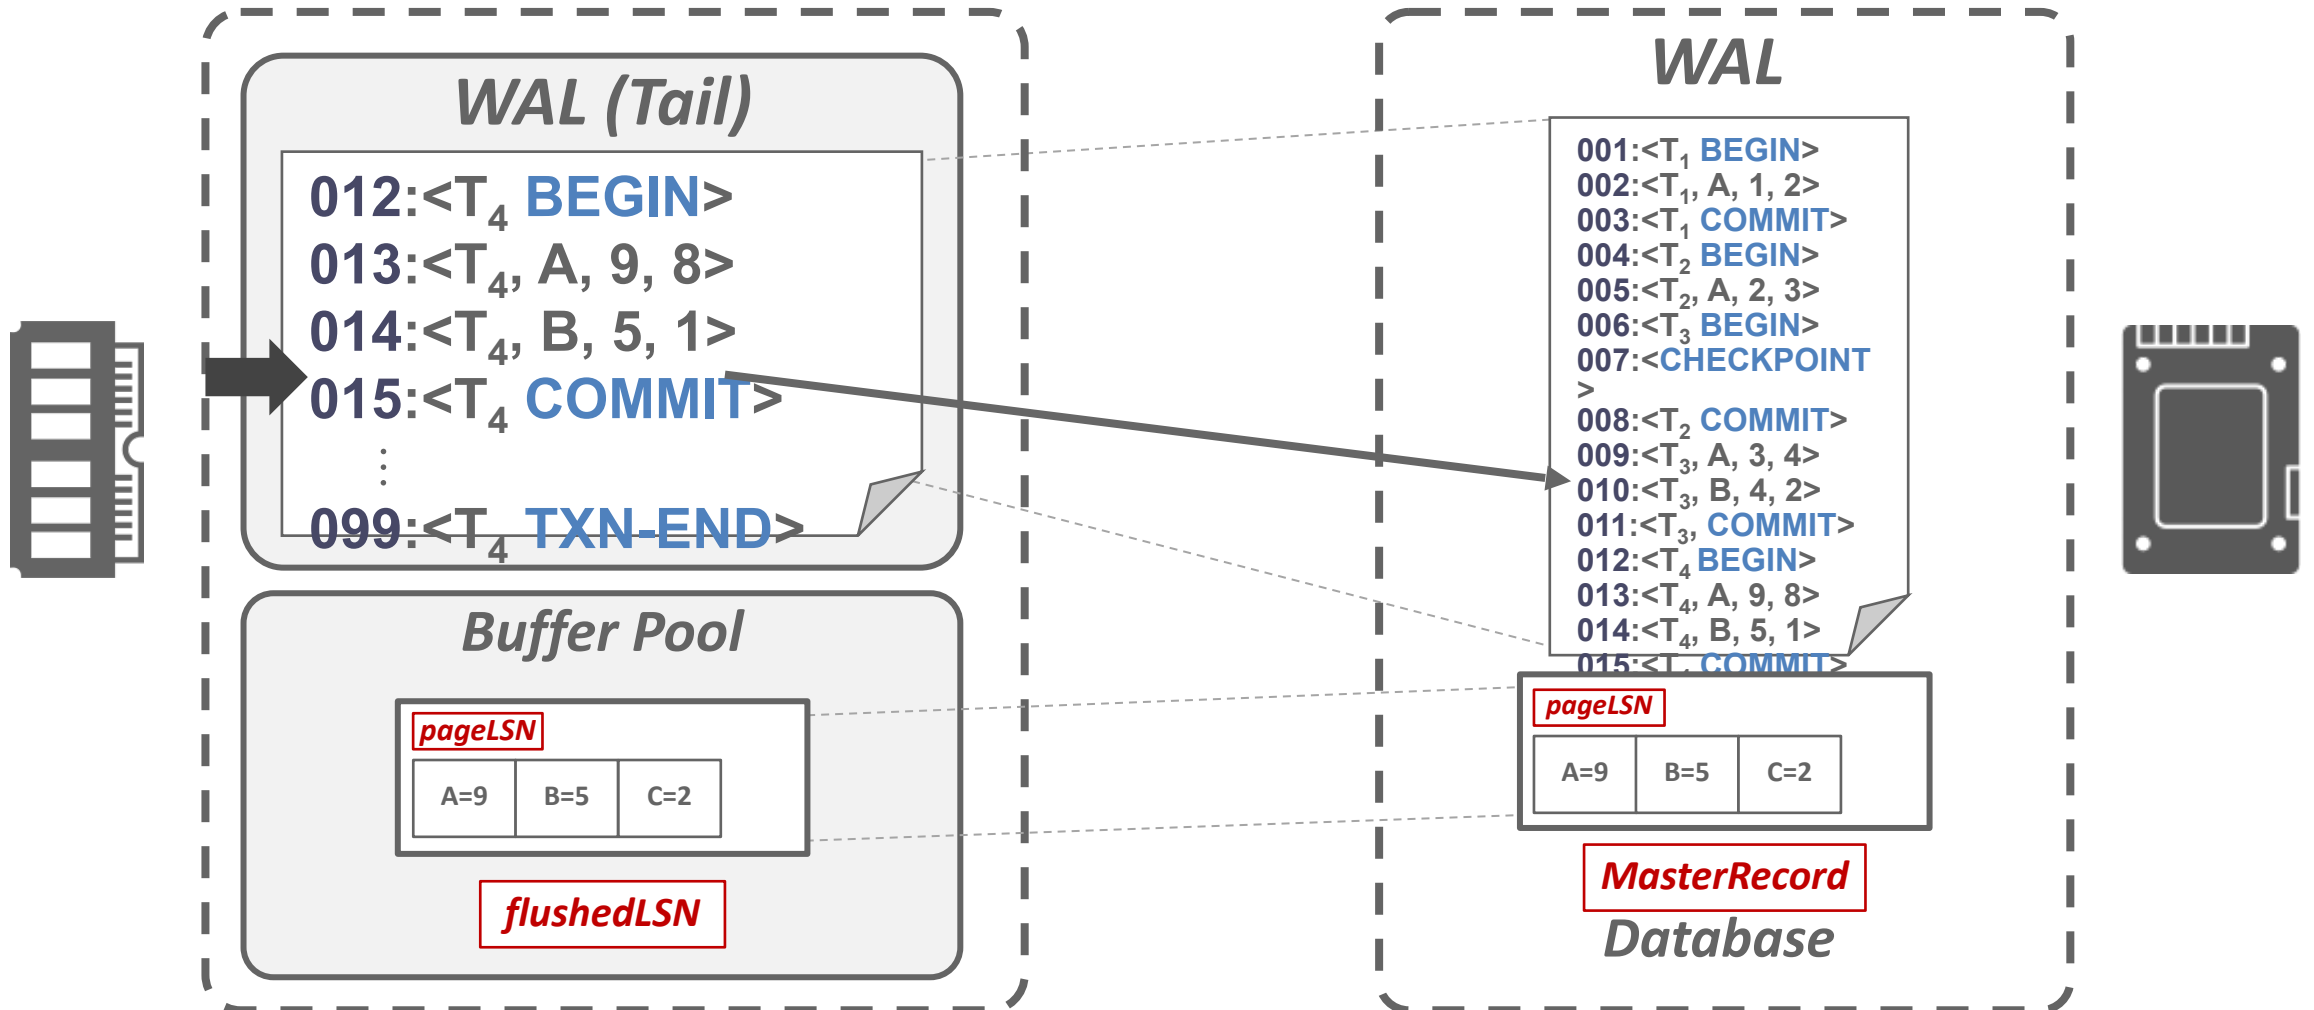 WAL (Tail)
012:<T4 BEGIN>
013:<T4, A, 9, 8>
014:<T4, B, 5, 1>
015:<T4 COMMIT>
⋮
099:<T4 TXN-END>
Buffer Pool
pageLSN
A=9 B=5 C=2
flushedLSN
WAL
001:<T1 BEGIN>
002:<T1, A, 1, 2>
003:<T1 COMMIT>
004:<T2 BEGIN>
005:<T2, A, 2, 3>
006:<T3 BEGIN>
007:<CHECKPOINT
>
008:<T2 COMMIT>
009:<T3, A, 3, 4>
010:<T3, B, 4, 2>
011:<T3, COMMIT>
012:<T4 BEGIN>
013:<T4, A, 9, 8>
014:<T4, B, 5, 1>
015:<T4 COMMIT>
pageLSN
A=9 B=5 C=2
MasterRecord
Database